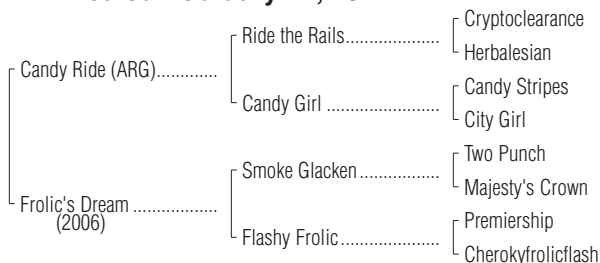 Cryptoclearance
Ride the Rails....................
Herbalesian
Candy Ride (ARG).............
Candy Stripes
Candy Girl ........................
City Girl
Two Punch
Smoke Glacken.................
Majesty's Crown
Frolic's Dream ..................
(2006)
Premiership
Flashy Frolic.....................
Cherokyfrolicflash